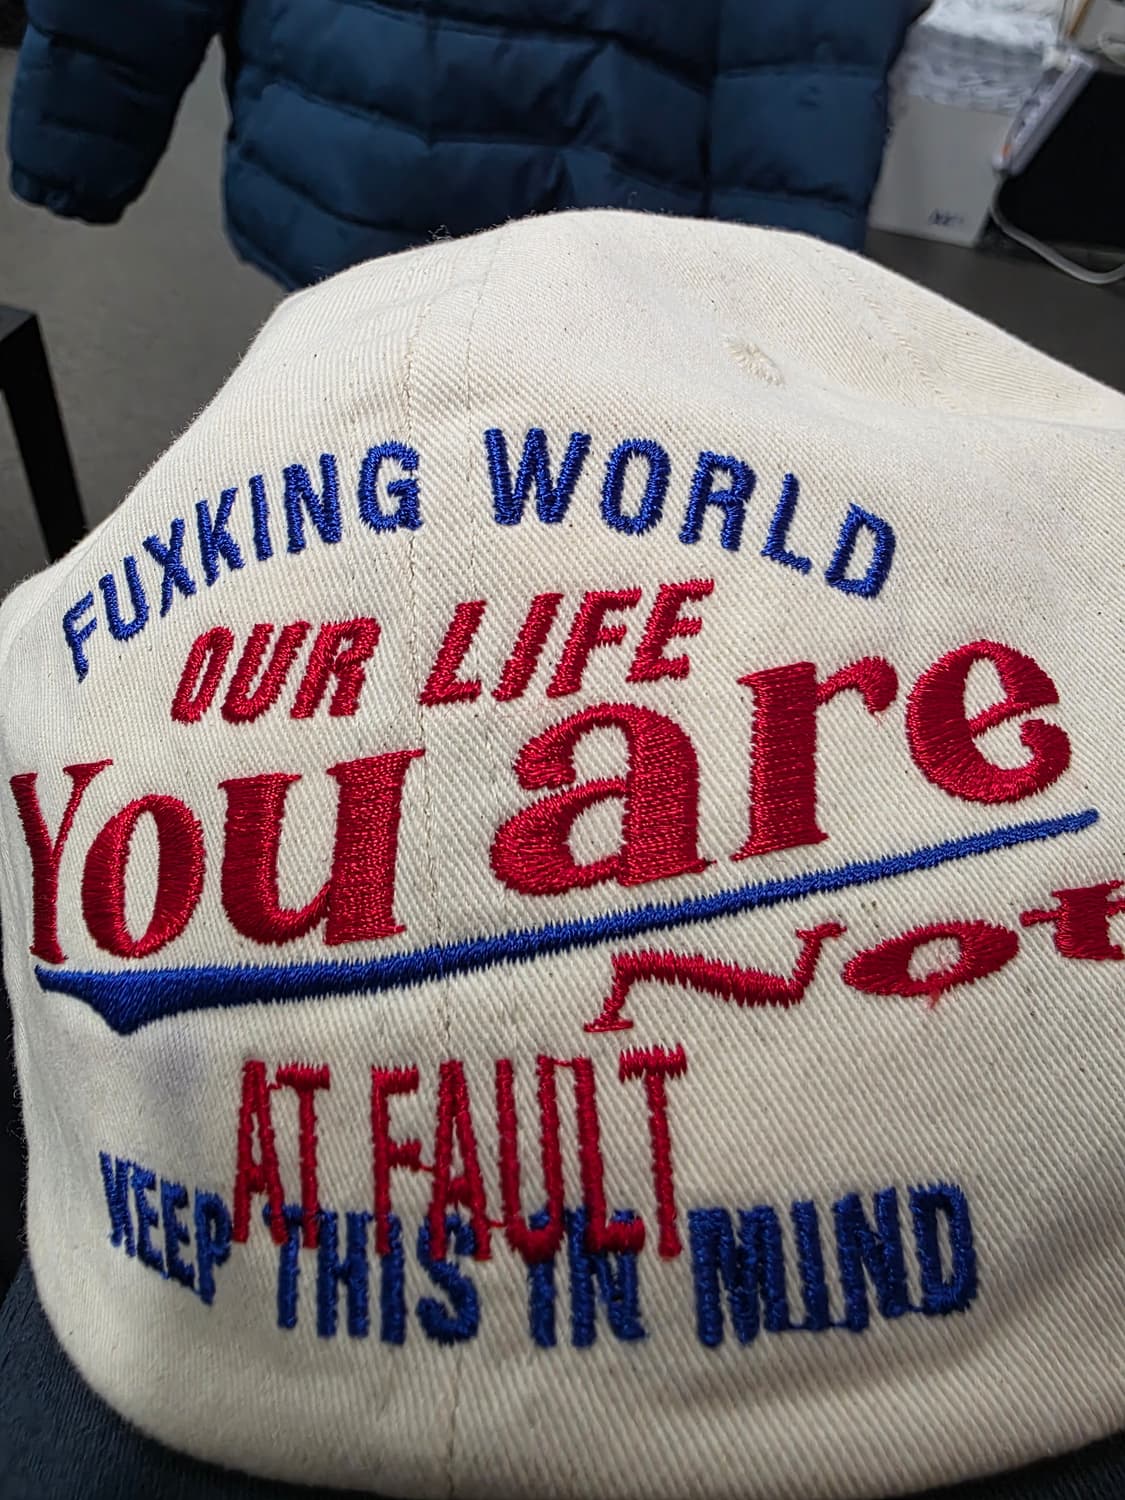 FUXKING WORLD
OUR LIFE
You are
Not
AT FAULT
KEEP THIS IN MIND